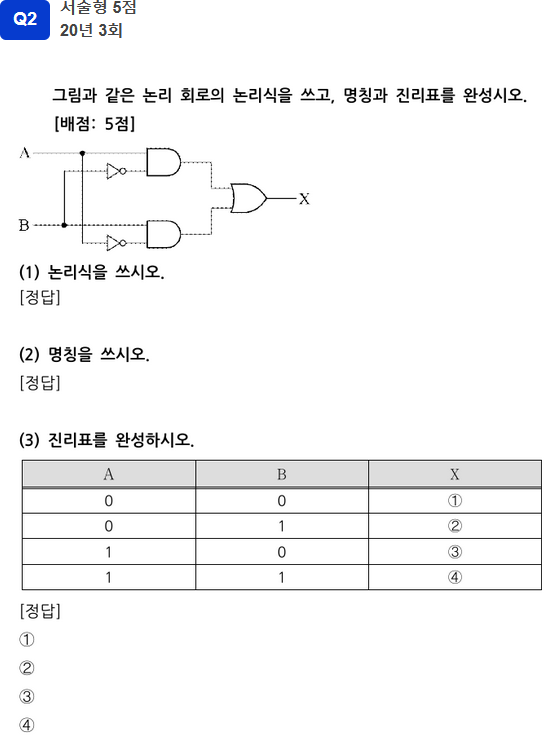 Q2
서술형 5점
20년 3회
그림과 같은 논리 회로의 논리식을 쓰고, 명칭과 진리표를 완성시오.
[배점: 5점]
A
X
B
(1) 논리식을 쓰시오.
[정답]
(2) 명칭을 쓰시오.
[정답]
(3) 진리표를 완성하시오.
A B X
0 0 ①
0 1 ②
1 0 ③
1 1 ④
[정답]
①
②
③
④